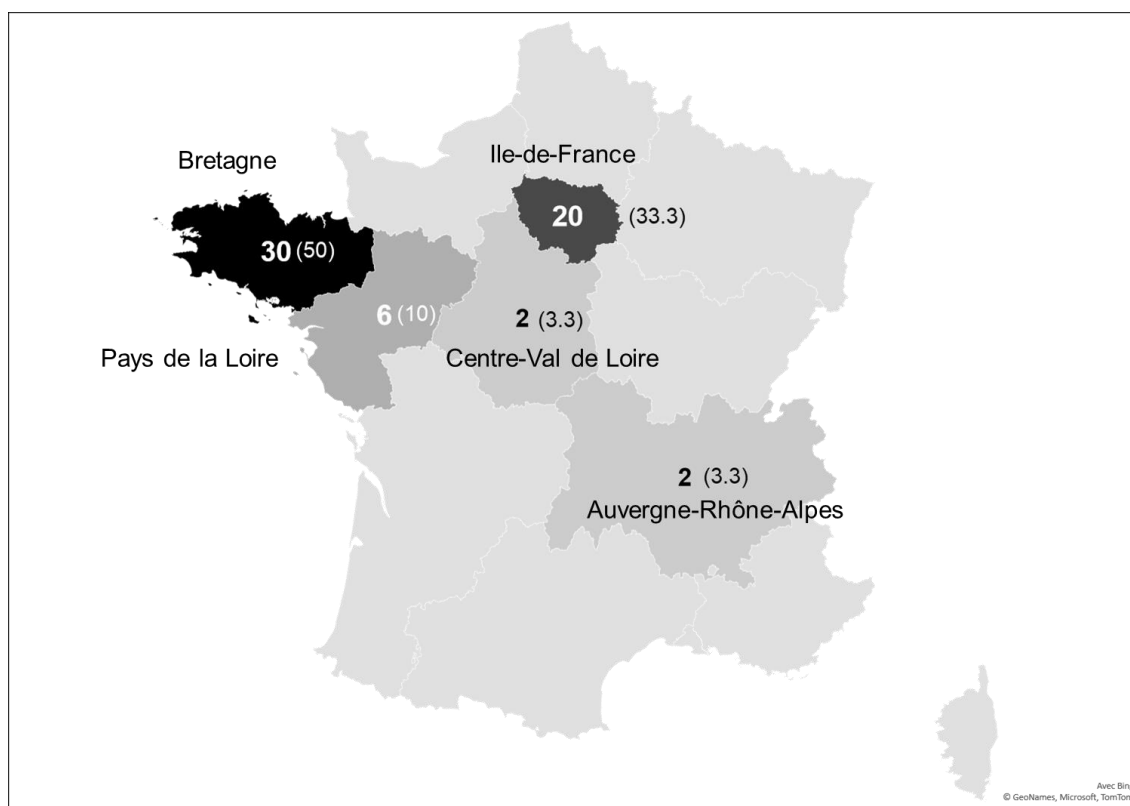 Ile-de-France
Bretagne
20 (33.3)
30 (50)
6 (10)
2 (3.3)
Pays de la Loire
Centre-Val de Loire
2 (3.3)
Auvergne-Rhône-Alpes
Avec Bin
© GeoNames, Microsoft, TomTom